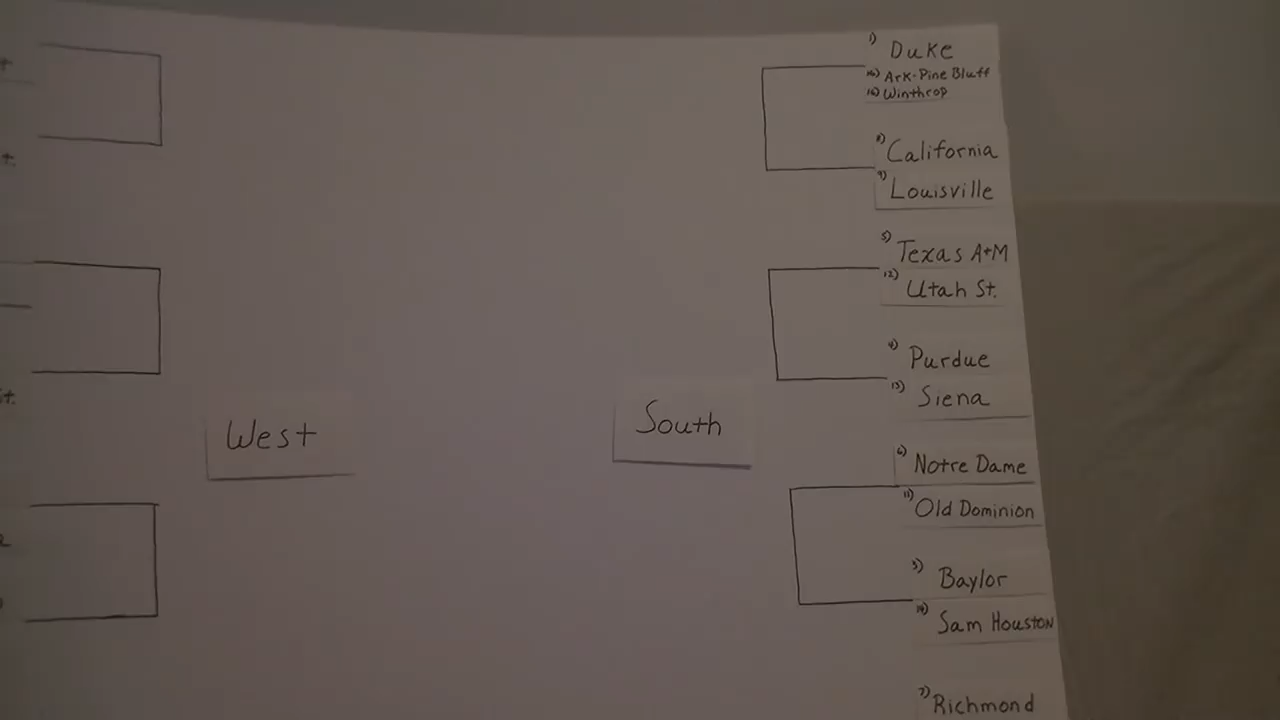 1) Duke
16) Ark-Pine Bluff
16) Winthrop
8) California
9) Louisville
5) Texas A+M
12) Utah St.
4) Purdue
13) Siena
West
South
6) Notre Dame
11) Old Dominion
3) Baylor
14) Sam Houston
7) Richmond